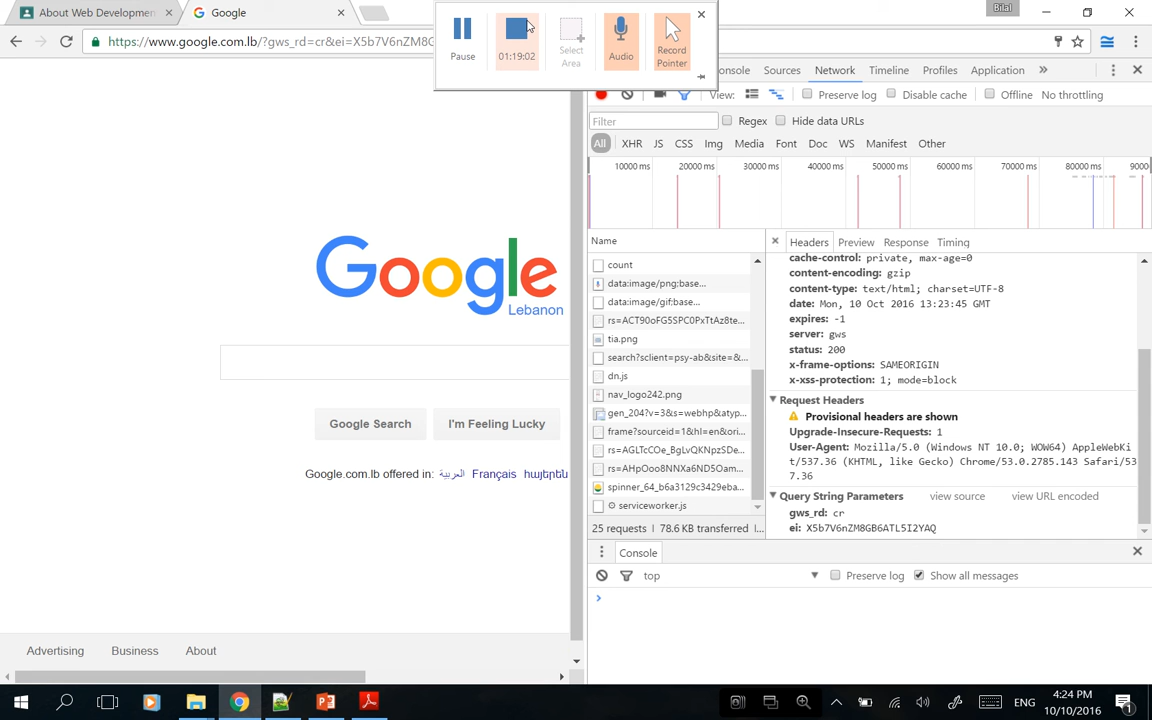 About Web Developmen
Google
Bilal
https://www.google.com.lb/?gws_rd=cr&ei=X5b7V6nZM8G
Pause
01:19:02
Select
Area
Audio
Record
Pointer
onsole Sources Network Timeline Profiles Application »
View: Preserve log Disable cache Offline No throttling
Filter Regex Hide data URLs
All XHR JS CSS Img Media Font Doc WS Manifest Other
10000 ms 20000 ms 30000 ms 40000 ms 50000 ms 60000 ms 70000 ms 80000 ms 9000
Name
count
data:image/png;base...
data:image/gif;base...
rs=ACT90oFG5SPC0PxTtAz8te...
tia.png
search?sclient=psy-ab&site=&...
dn.js
nav_logo242.png
gen_204?v=3&s=webhp&atyp...
frame?sourceid=1&hl=en&ori...
rs=AGLTcCOe_BgLvQKNpzSDe...
rs=AHpOoo8NNXa6ND5Oam...
spinner_64_b6a3129c3429eba...
serviceworker.js
25 requests | 78.6 KB transferred |...
Headers Preview Response Timing
cache-control: private, max-age=0
content-encoding: gzip
content-type: text/html; charset=UTF-8
date: Mon, 10 Oct 2016 13:23:45 GMT
expires: -1
server: gws
status: 200
x-frame-options: SAMEORIGIN
x-xss-protection: 1; mode=block
Request Headers
Provisional headers are shown
Upgrade-Insecure-Requests: 1
User-Agent: Mozilla/5.0 (Windows NT 10.0; WOW64) AppleWebKi
t/537.36 (KHTML, like Gecko) Chrome/53.0.2785.143 Safari/53
7.36
Query String Parameters view source view URL encoded
gws_rd: cr
ei: X5b7V6nZM8GB6ATL5I2YAQ
Console
top Preserve log Show all messages
Google
Lebanon
Google Search I'm Feeling Lucky
Google.com.lb offered in: العربية Français հայերեն
Advertising Business About
ENG
4:24 PM
10/10/2016
1